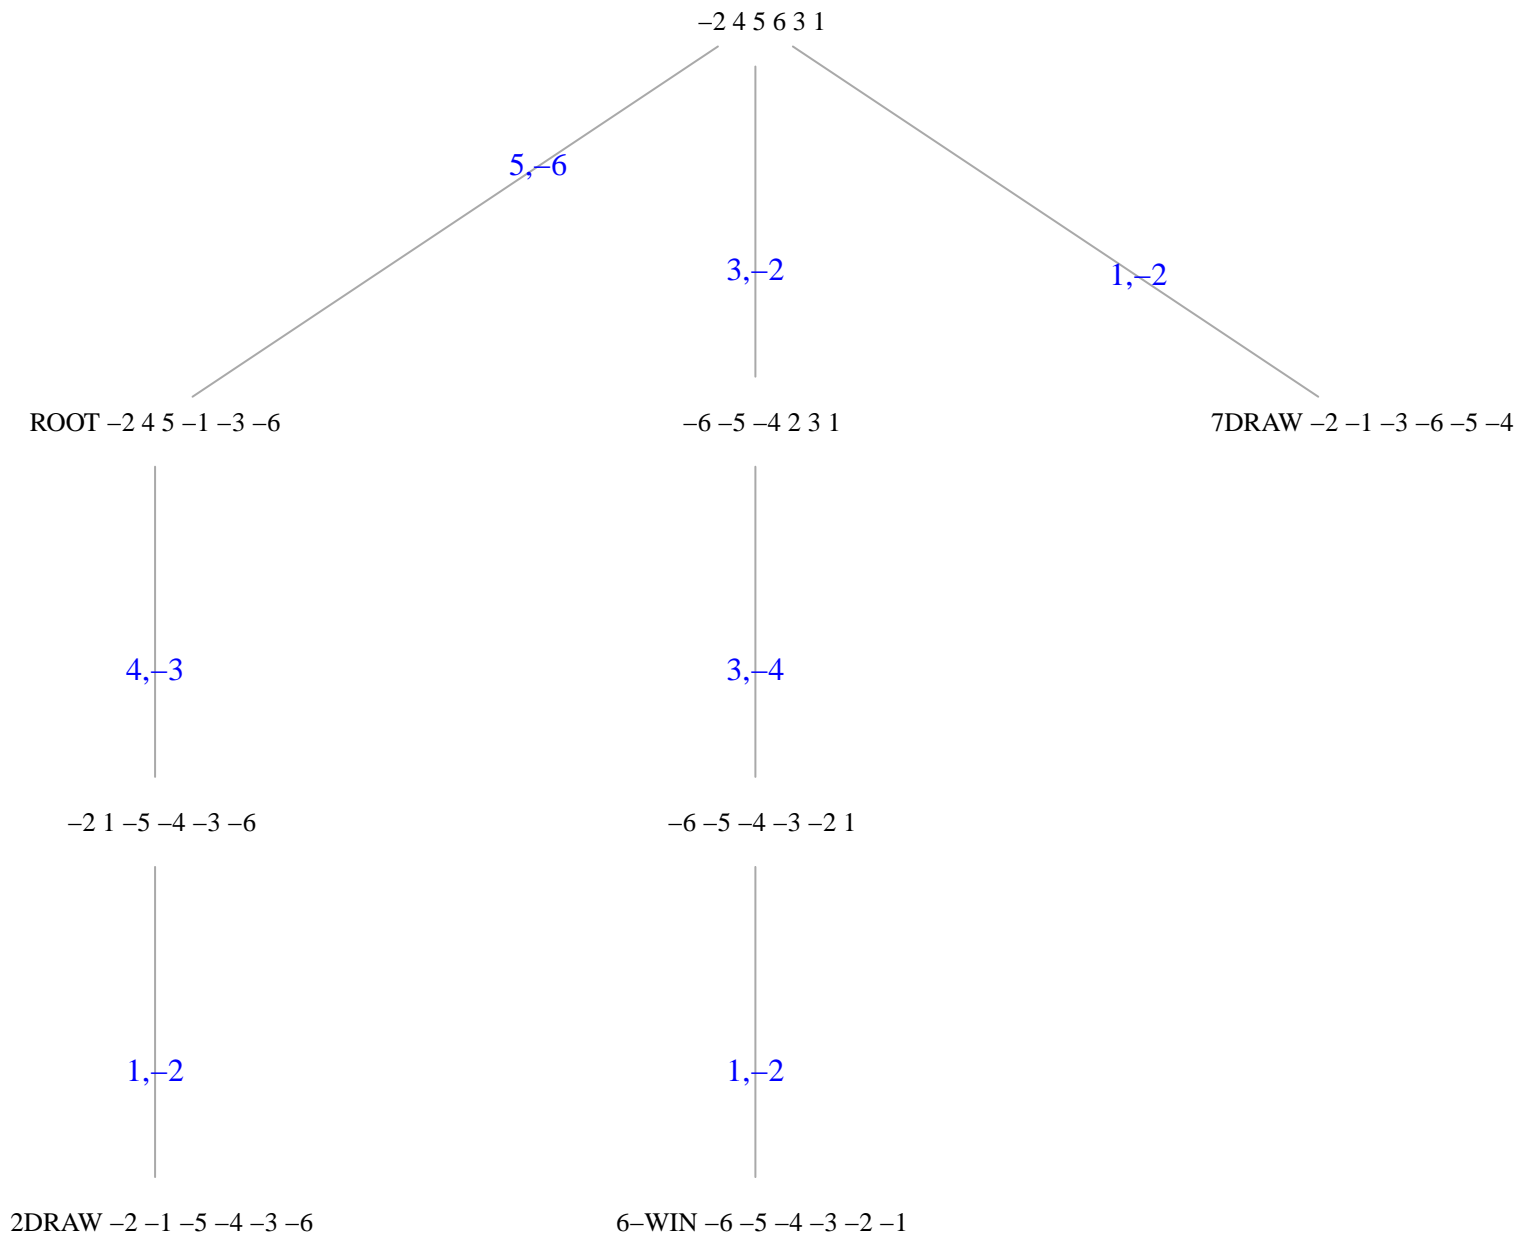 –2 4 5 6 3 1
5,–6
3,–2
1,–2
ROOT –2 4 5 –1 –3 –6
–6 –5 –4 2 3 1
7DRAW –2 –1 –3 –6 –5 –4
4,–3
3,–4
–2 1 –5 –4 –3 –6
–6 –5 –4 –3 –2 1
1,–2
1,–2
2DRAW –2 –1 –5 –4 –3 –6
6–WIN –6 –5 –4 –3 –2 –1